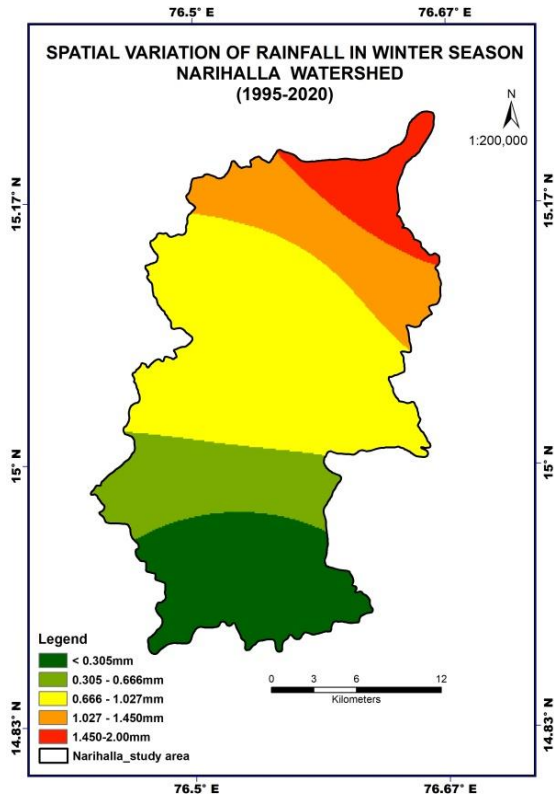 76.5° E 76.67° E
SPATIAL VARIATION OF RAINFALL IN WINTER SEASON
NARIHALLA WATERSHED
(1995-2020)
N
1:200,000
15.17° N 15.17° N
15° N 15° N
Legend
< 0.305mm
0.305 - 0.666mm
0.666 - 1.027mm
1.027 - 1.450mm
1.450-2.00mm
Narihalla_study area
0 3 6 12
Kilometers
14.83° N 14.83° N
76.5° E 76.67° E